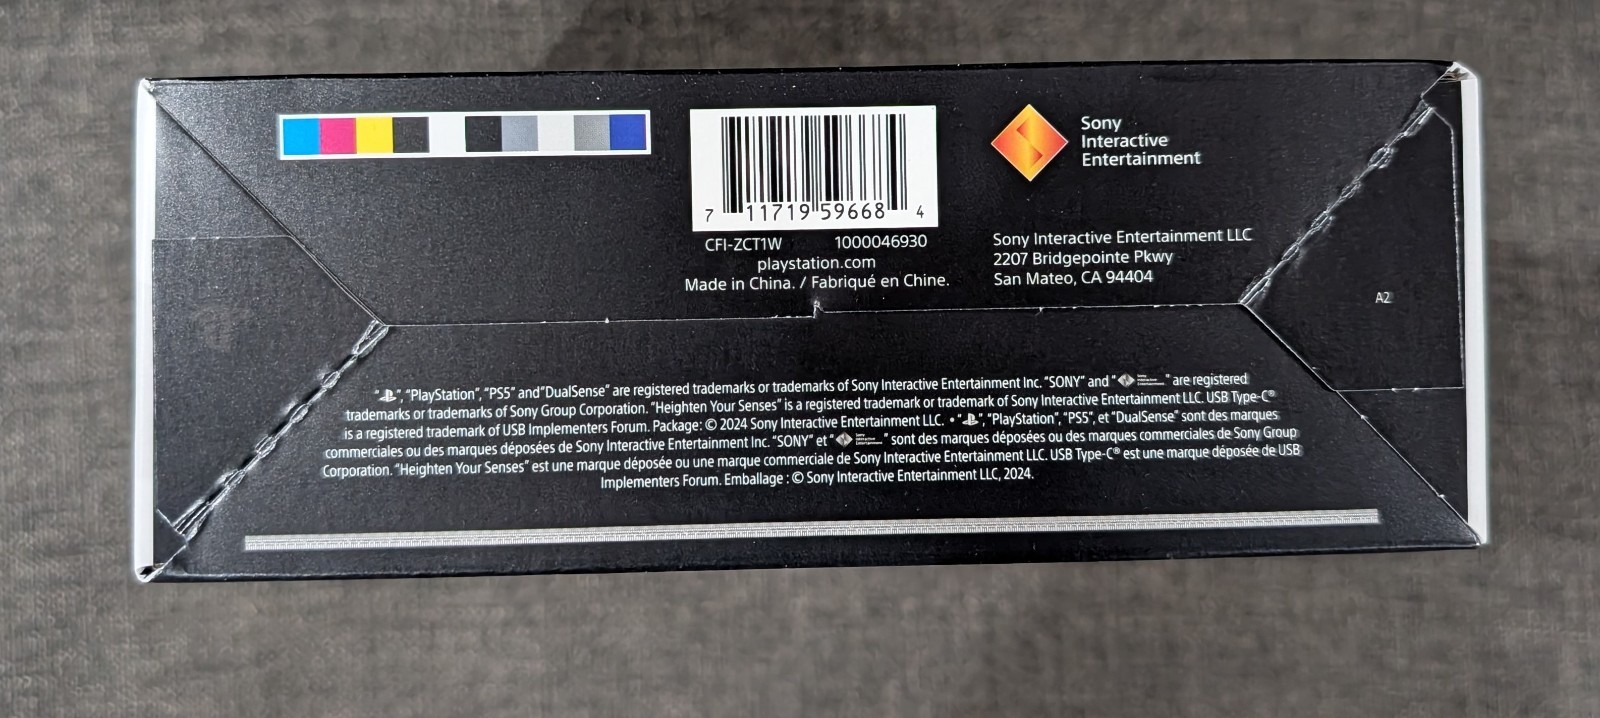 7 11719 59668 4
CFI-ZCT1W 1000046930
playstation.com
Made in China. / Fabriqué en Chine.
Sony
Interactive
Entertainment
Sony Interactive Entertainment LLC
2207 Bridgepointe Pkwy
San Mateo, CA 94404
A2
" ", "PlayStation", "PS5" and "DualSense" are registered trademarks or trademarks of Sony Interactive Entertainment Inc. "SONY" and " Sony Interactive Entertainment " are registered
trademarks or trademarks of Sony Group Corporation. "Heighten Your Senses" is a registered trademark or trademark of Sony Interactive Entertainment LLC. USB Type-C®
is a registered trademark of USB Implementers Forum. Package: © 2024 Sony Interactive Entertainment LLC. • " ", "PlayStation", "PS5", et "DualSense" sont des marques
commerciales ou des marques déposées de Sony Interactive Entertainment Inc. "SONY" et " Sony Interactive Entertainment " sont des marques déposées ou des marques commerciales de Sony Group
Corporation. "Heighten Your Senses" est une marque déposée ou une marque commerciale de Sony Interactive Entertainment LLC. USB Type-C® est une marque déposée de USB
Implementers Forum. Emballage : © Sony Interactive Entertainment LLC, 2024.